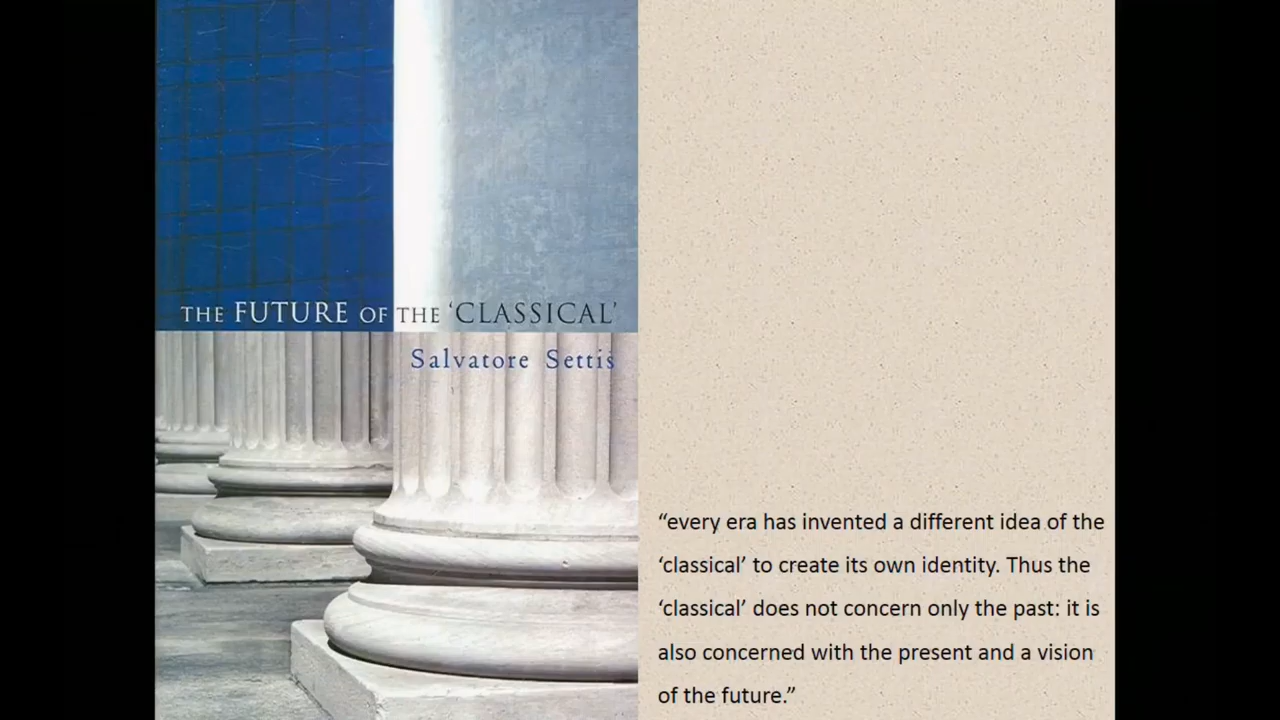 THE FUTURE OF THE ‘CLASSICAL’
Salvatore Settis
“every era has invented a different idea of the
‘classical’ to create its own identity. Thus the
‘classical’ does not concern only the past: it is
also concerned with the present and a vision
of the future.”